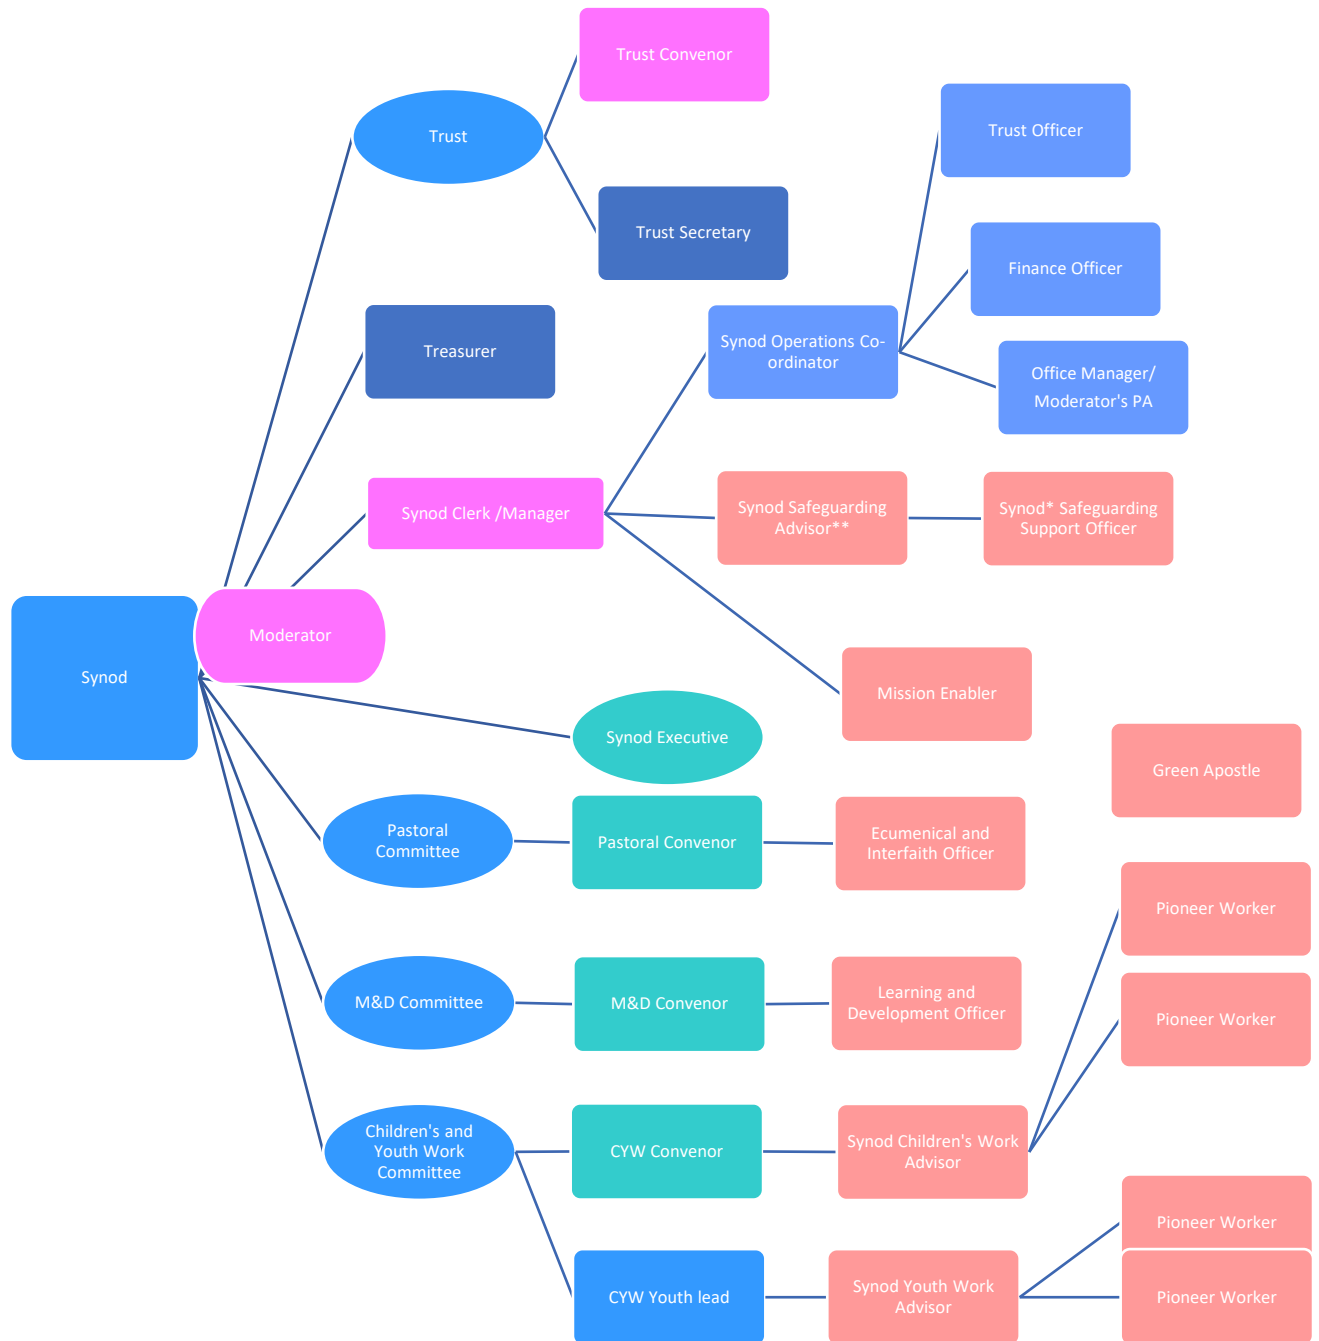 Trust Convenor
Trust
Trust Officer
Trust Secretary
Finance Officer
Treasurer
Synod Operations Co-
ordinator
Office Manager/
Moderator's PA
Synod Clerk /Manager
Synod Safeguarding
Advisor**
Synod* Safeguarding
Support Officer
Moderator
Synod
Mission Enabler
Synod Executive
Green Apostle
Pastoral
Committee
Pastoral Convenor
Ecumenical and
Interfaith Officer
Pioneer Worker
M&D Committee
M&D Convenor
Learning and
Development Officer
Pioneer Worker
Children's and
Youth Work
Committee
CYW Convenor
Synod Children's Work
Advisor
Pioneer Worker
CYW Youth lead
Synod Youth Work
Advisor
Pioneer Worker